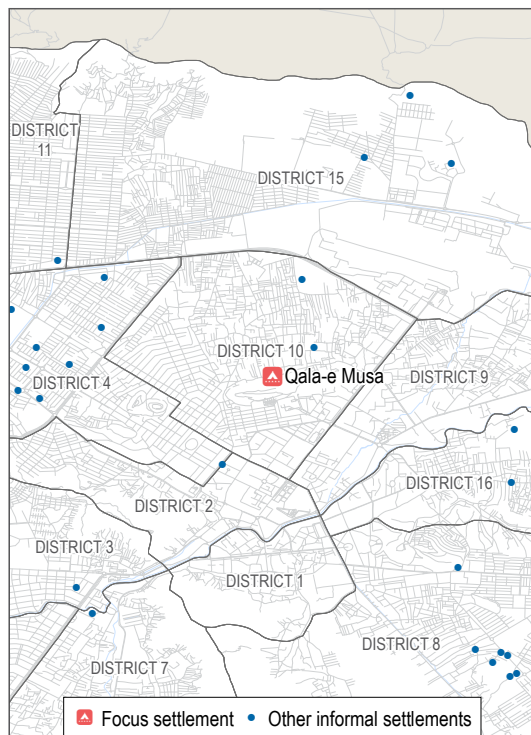 DISTRICT
11
DISTRICT 15
DISTRICT 10
Qala-e Musa
DISTRICT 4
DISTRICT 9
DISTRICT 16
DISTRICT 2
DISTRICT 3
DISTRICT 1
DISTRICT 8
DISTRICT 7
Focus settlement
Other informal settlements